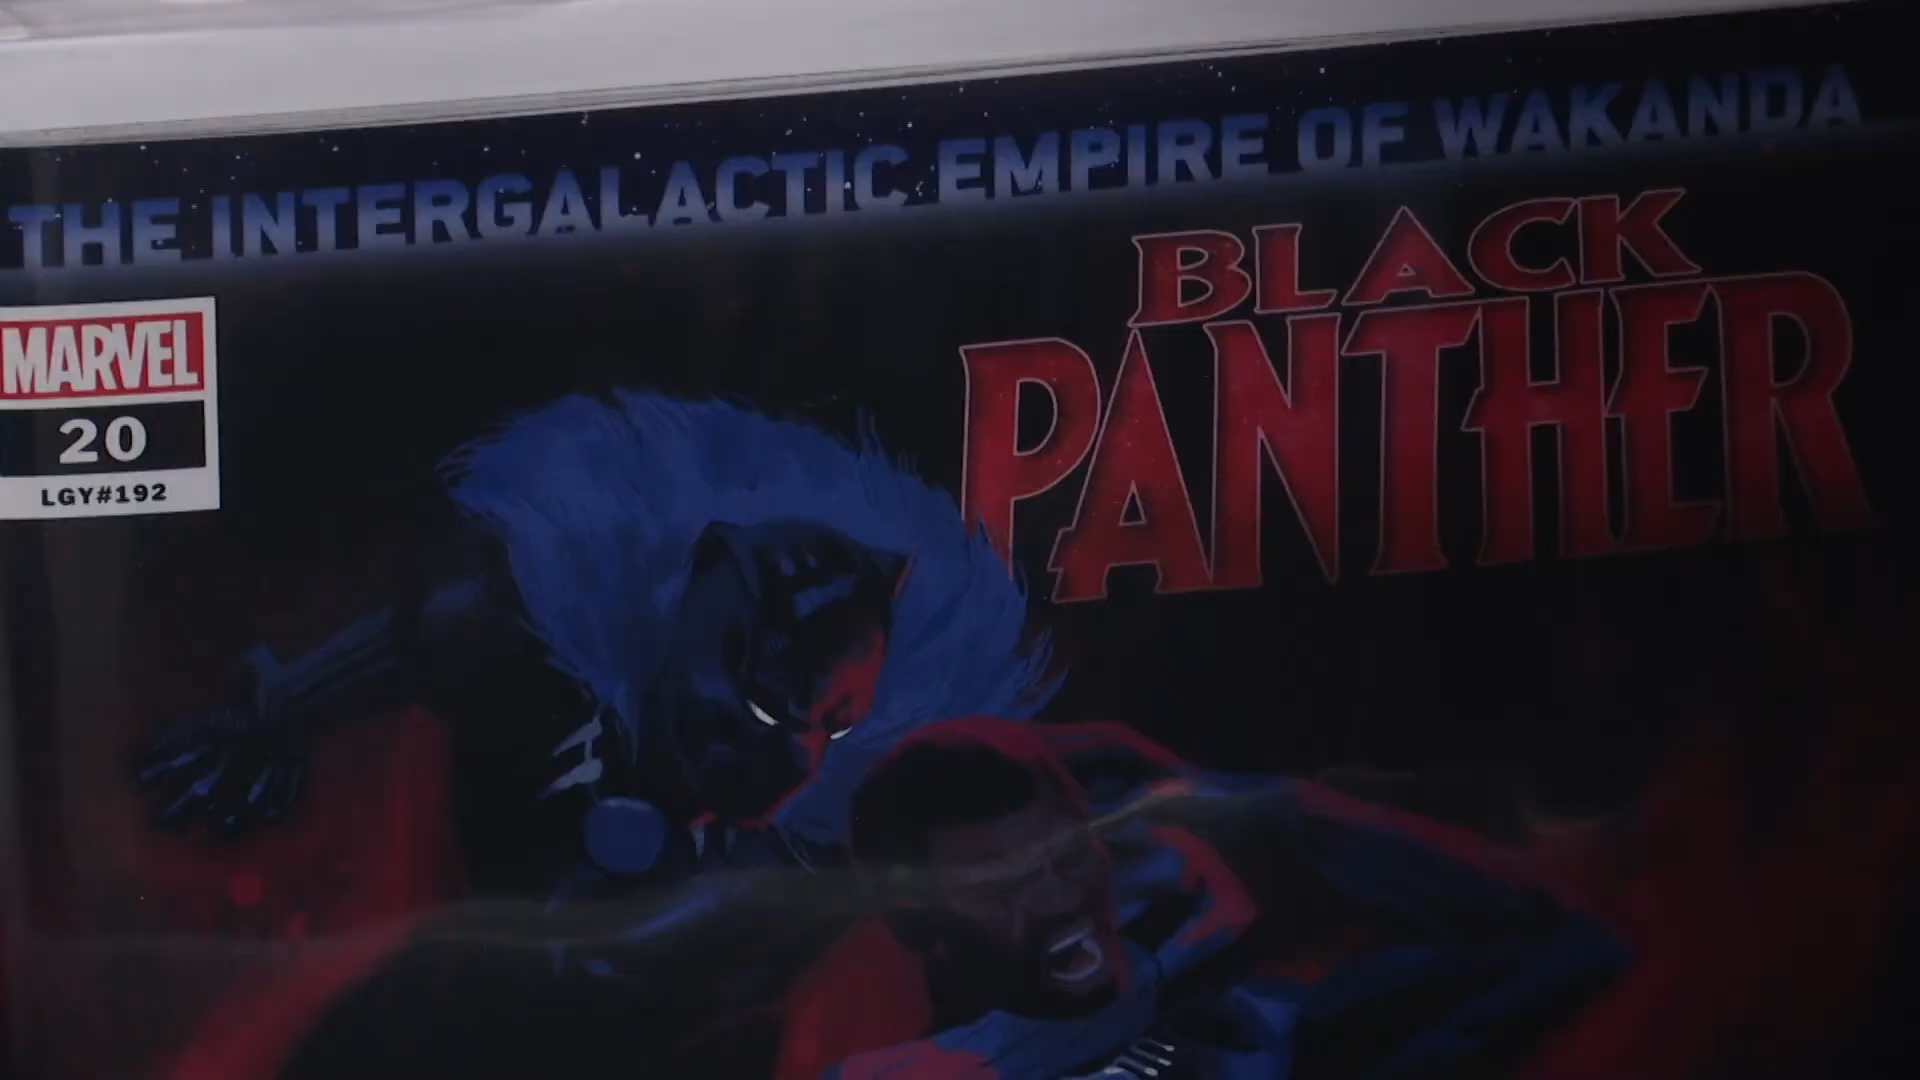 THE INTERGALACTIC EMPIRE OF WAKANDA
BLACK
PANTHER
MARVEL
20
LGY#192